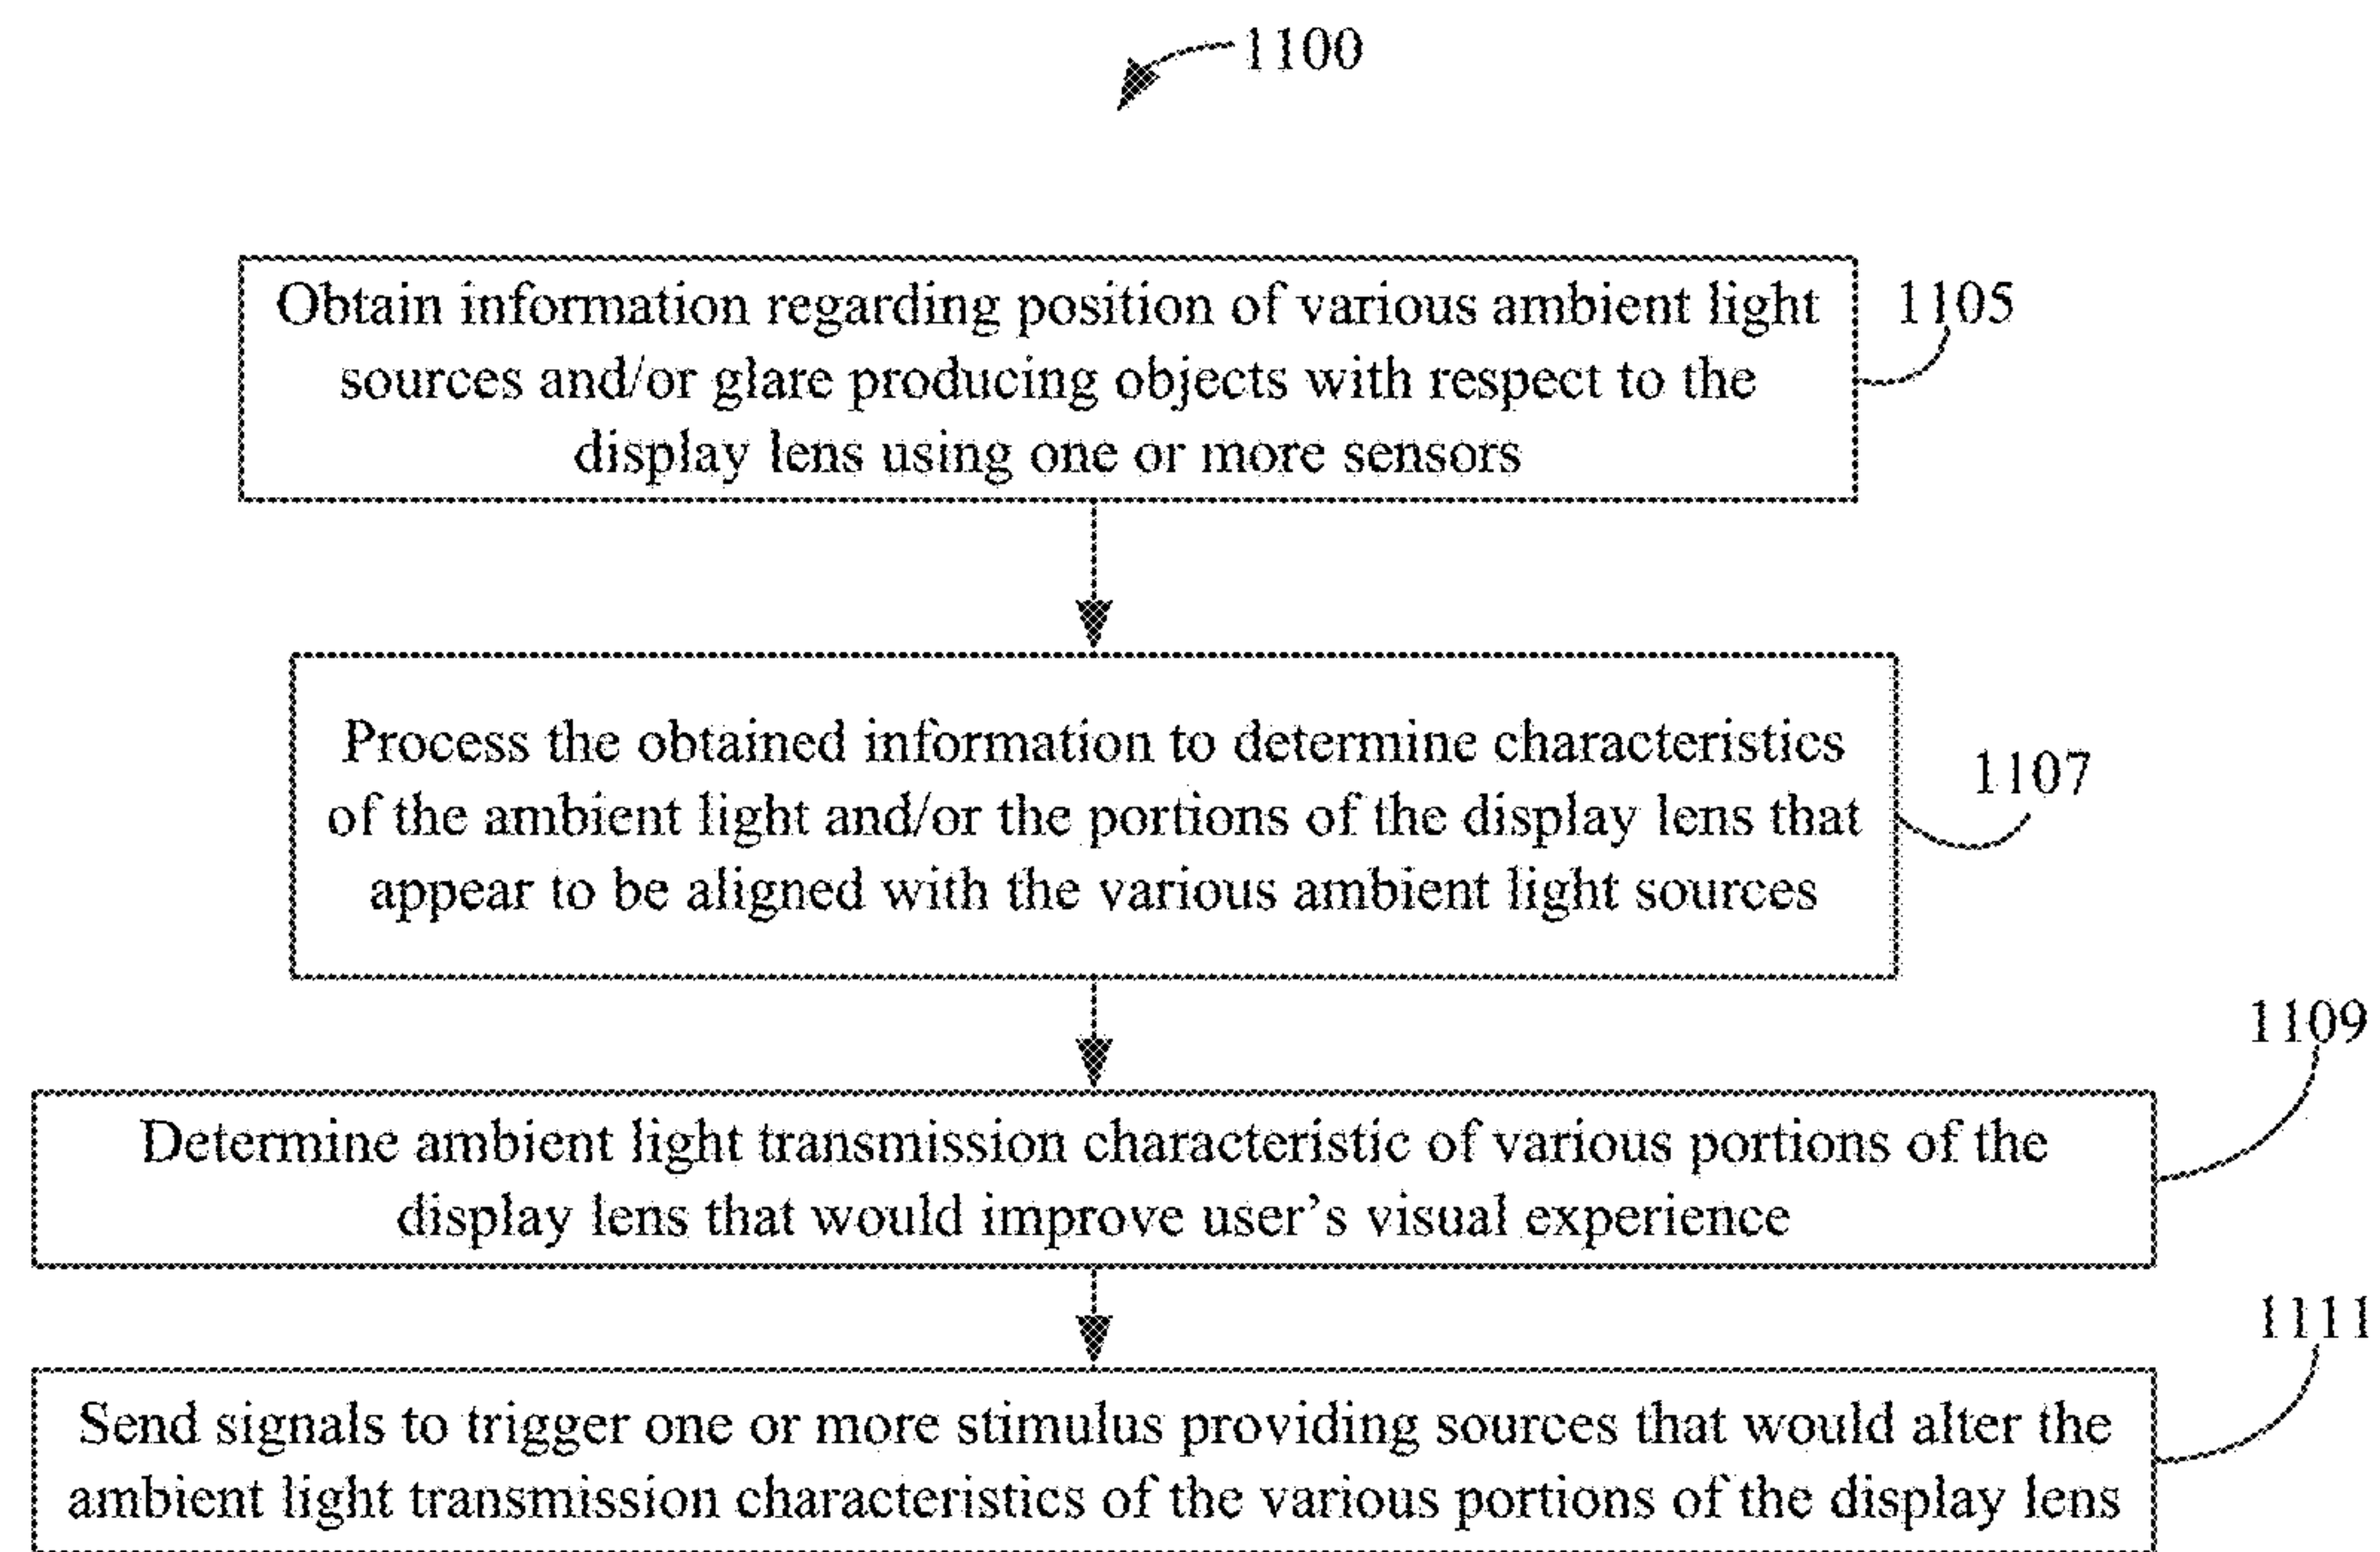 1100
Obtain information regarding position of various ambient light
sources and/or glare producing objects with respect to the
display lens using one or more sensors
1105
Process the obtained information to determine characteristics
of the ambient light and/or the portions of the display lens that
appear to be aligned with the various ambient light sources
1107
Determine ambient light transmission characteristic of various portions of the
display lens that would improve user’s visual experience
1109
Send signals to trigger one or more stimulus providing sources that would alter the
ambient light transmission characteristics of the various portions of the display lens
1111